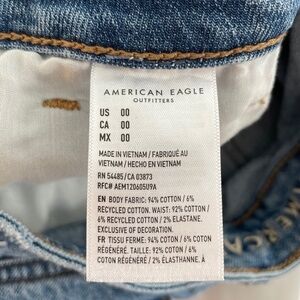 AMERICAN EAGLE
OUTFITTERS
US 00
CA 00
MX 00
MADE IN VIETNAM / FABRIQUÉ AU
VIETNAM / HECHO EN VIETNAM
RN 54485/CA 03873
RFC# AEM120605U9A
EN BODY FABRIC: 94% COTTON / 6%
RECYCLED COTTON. WAIST: 92% COTTON /
6% RECYCLED COTTON / 2% ELASTANE.
EXCLUSIVE OF DECORATION.
FR TISSU FERME: 94% COTON / 6% COTON
RÉGÉNÉRÉ. TAILLE: 92% COTON / 6%
COTON RÉGÉNÉRÉ / 2% ÉLASTHANNE. À